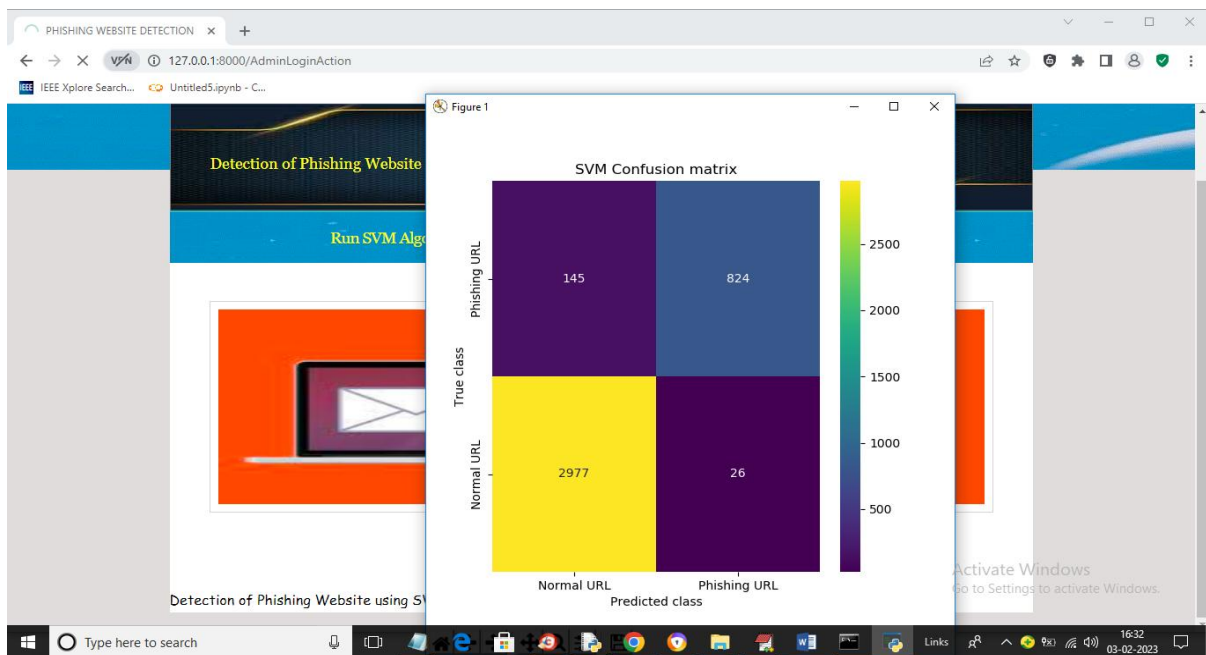 PHISHING WEBSITE DETECTION
127.0.0.1:8000/AdminLoginAction
IEEE IEEE Xplore Search... Untitled5.ipynb - C...
Figure 1
Detection of Phishing Website
Run SVM Algo
SVM Confusion matrix
Phishing URL
145 824
True class
Normal URL
2977 26
2500
2000
1500
1000
500
Normal URL Phishing URL
Predicted class
Activate Windows
Go to Settings to activate Windows.
Detection of Phishing Website using SV
Type here to search
Links
16:32
03-02-2023